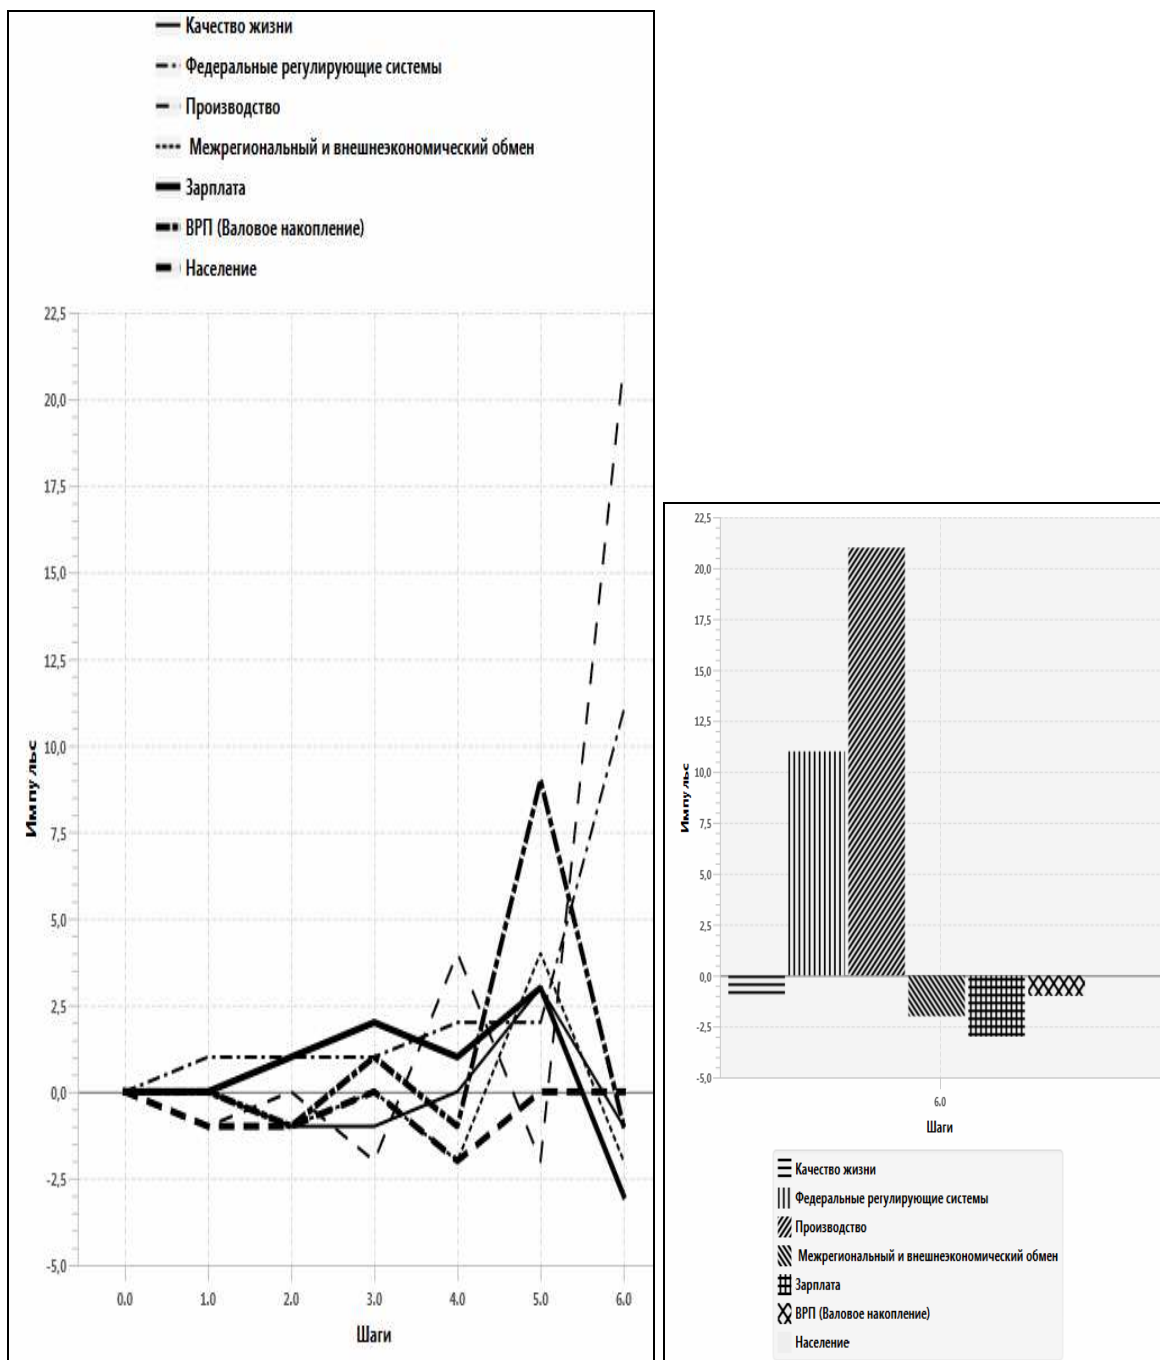 Качество жизни
Федеральные регулирующие системы
Производство
Межрегиональный и внешнеэкономический обмен
Зарплата
ВРП (Валовое накопление)
Население
22,5
20,0
17,5
15,0
12,5
10,0
7,5
5,0
2,5
0,0
-2,5
-5,0
Импульс
0.0 1.0 2.0 3.0 4.0 5.0 6.0
Шаги
22,5
20,0
17,5
15,0
12,5
10,0
7,5
5,0
2,5
0,0
-2,5
-5,0
Импульс
6.0
Шаги
Качество жизни
Федеральные регулирующие системы
Производство
Межрегиональный и внешнеэкономический обмен
Зарплата
ВРП (Валовое накопление)
Население